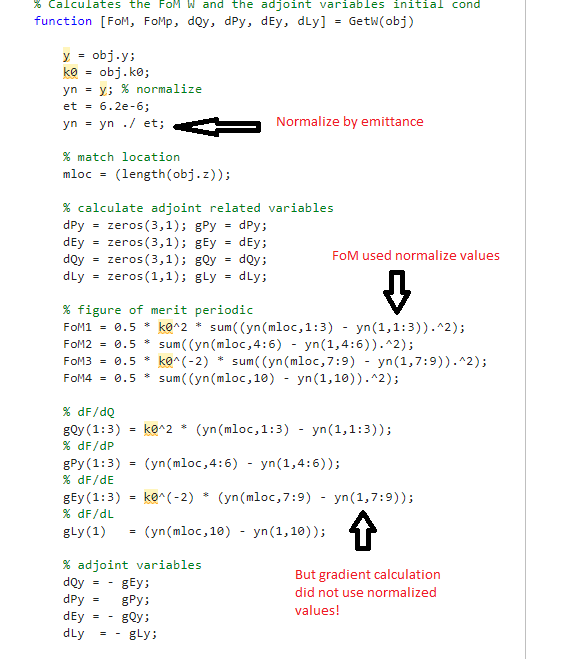 % Calculates the FoM W and the adjoint variables initial cond
function [FoM, FoMp, dQy, dPy, dEy, dLy] = GetW(obj)
y = obj.y;
k0 = obj.k0;
yn = y; % normalize
et = 6.2e-6;
yn = yn ./ et;
Normalize by emittance
% match location
mloc = (length(obj.z));
% calculate adjoint related variables
dPy = zeros(3,1); gPy = dPy;
dEy = zeros(3,1); gEy = dEy;
dQy = zeros(3,1); gQy = dQy;
dLy = zeros(1,1); gLy = dLy;
FoM used normalize values
% figure of merit periodic
FoM1 = 0.5 * k0^2 * sum((yn(mloc,1:3) - yn(1,1:3)).^2);
FoM2 = 0.5 * sum((yn(mloc,4:6) - yn(1,4:6)).^2);
FoM3 = 0.5 * k0^(-2) * sum((yn(mloc,7:9) - yn(1,7:9)).^2);
FoM4 = 0.5 * sum((yn(mloc,10) - yn(1,10)).^2);
% dF/dQ
gQy(1:3) = k0^2 * (yn(mloc,1:3) - yn(1,1:3));
% dF/dP
gPy(1:3) = (yn(mloc,4:6) - yn(1,4:6));
% dF/dE
gEy(1:3) = k0^(-2) * (yn(mloc,7:9) - yn(1,7:9));
% dF/dL
gLy(1) = (yn(mloc,10) - yn(1,10));
% adjoint variables
dQy = - gEy;
dPy = gPy;
dEy = - gQy;
dLy = - gLy;
But gradient calculation
did not use normalized
values!